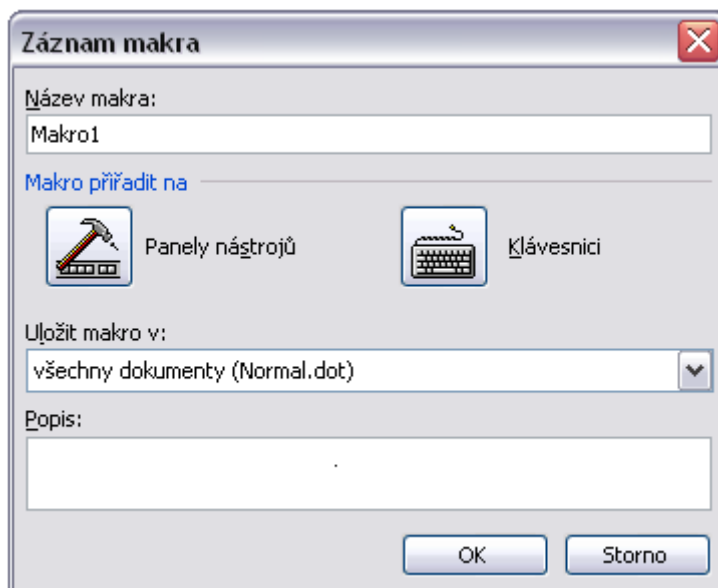 Záznam makra
Název makra:
Makro1
Makro přiřadit na
Panely nástrojů
Klávesnici
Uložit makro v:
všechny dokumenty (Normal.dot)
Popis:
.
OK Storno